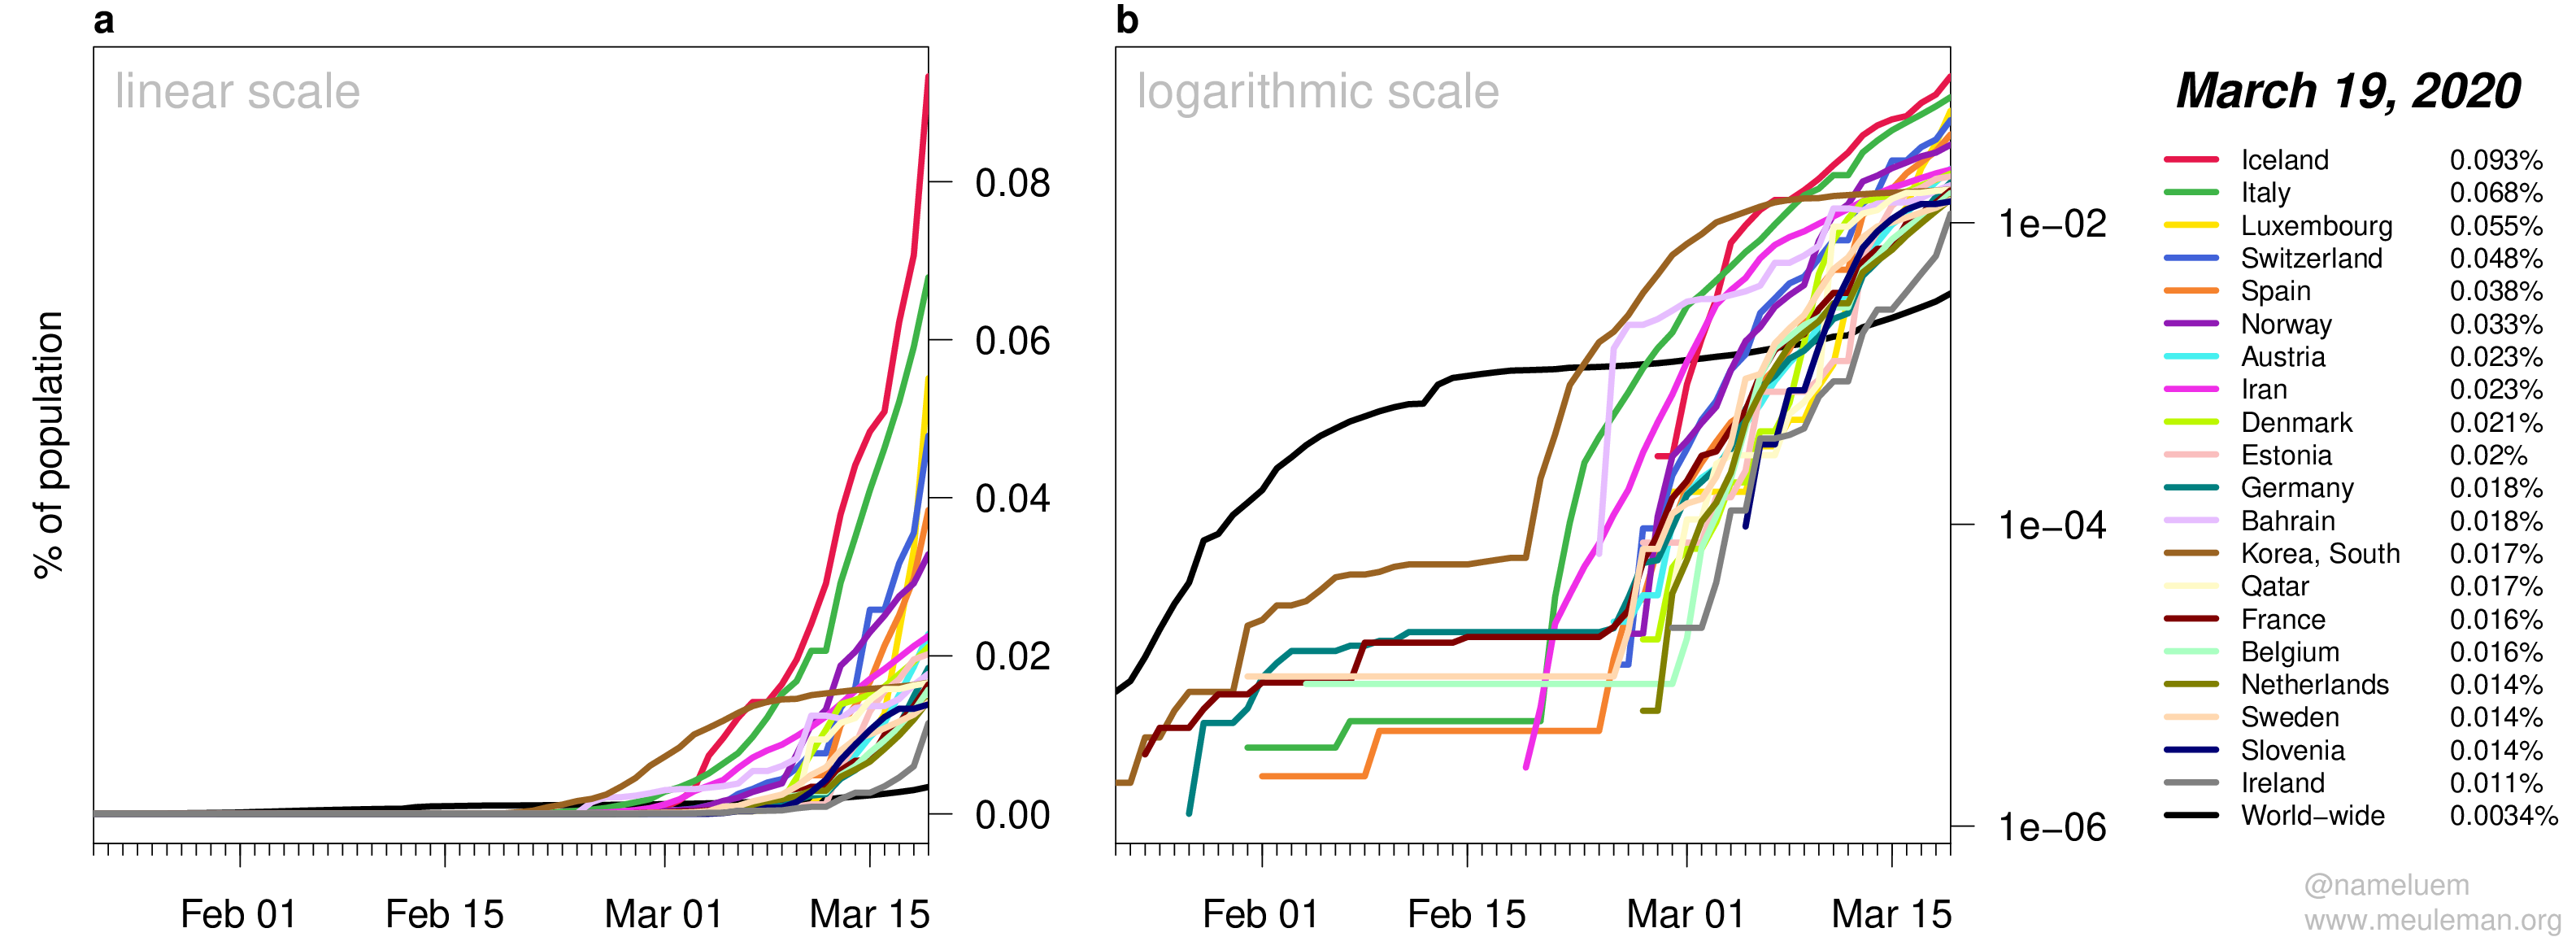 a
linear scale
% of population
0.08
0.06
0.04
0.02
0.00
Feb 01 Feb 15 Mar 01 Mar 15
b
logarithmic scale
1e−02
1e−04
1e−06
Feb 01 Feb 15 Mar 01 Mar 15
March 19, 2020
Iceland 0.093%
Italy 0.068%
Luxembourg 0.055%
Switzerland 0.048%
Spain 0.038%
Norway 0.033%
Austria 0.023%
Iran 0.023%
Denmark 0.021%
Estonia 0.02%
Germany 0.018%
Bahrain 0.018%
Korea, South 0.017%
Qatar 0.017%
France 0.016%
Belgium 0.016%
Netherlands 0.014%
Sweden 0.014%
Slovenia 0.014%
Ireland 0.011%
World−wide 0.0034%
@nameluem
www.meuleman.org